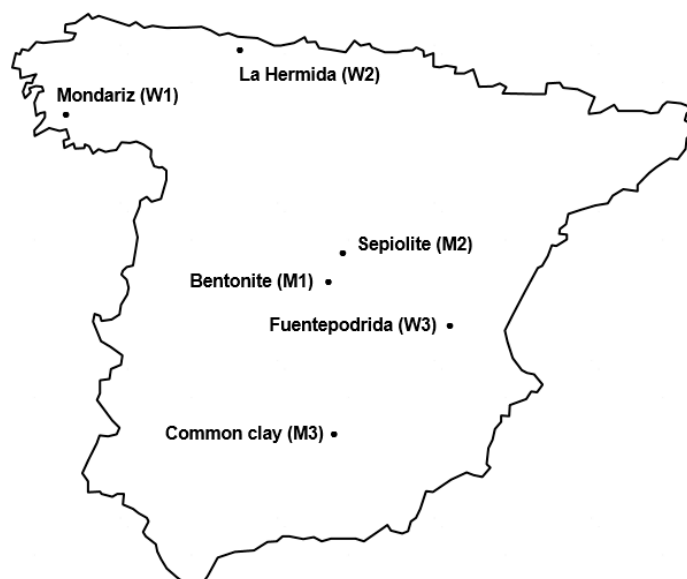 La Hermida (W2)
Mondariz (W1)
Sepiolite (M2)
Bentonite (M1)
Fuentepodrida (W3)
Common clay (M3)